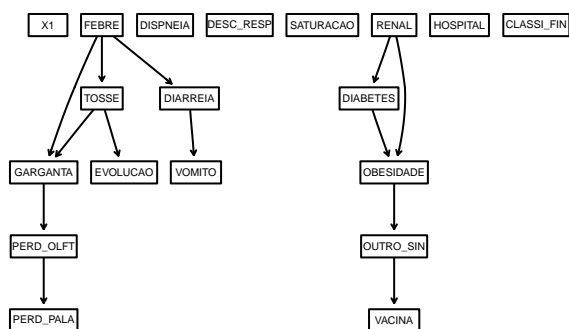 X1 FEBRE DISPNEIA DESC_RESP SATURACAO RENAL HOSPITAL CLASSI_FIN
TOSSE DIARREIA DIABETES
GARGANTA EVOLUCAO VOMITO OBESIDADE
PERD_OLFT OUTRO_SIN
PERD_PALA VACINA